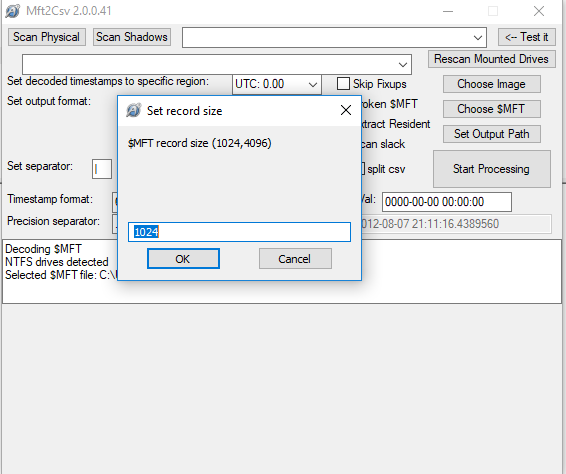 Mft2Csv 2.0.0.41
Scan Physical Scan Shadows <-- Test it
Rescan Mounted Drives
Set decoded timestamps to specific region: UTC: 0.00 Skip Fixups Choose Image
Set output format: $MFT Choose $MFT
Resident
slack Set Output Path
Set record size
$MFT record size (1024,4096)
1024
OK Cancel
Set separator: | split csv Start Processing
Timestamp format: 0000-00-00 00:00:00
Precision separator: 012-08-07 21:11:16.4389560
Decoding $MFT
NTFS drives detected
Selected $MFT file: C:\